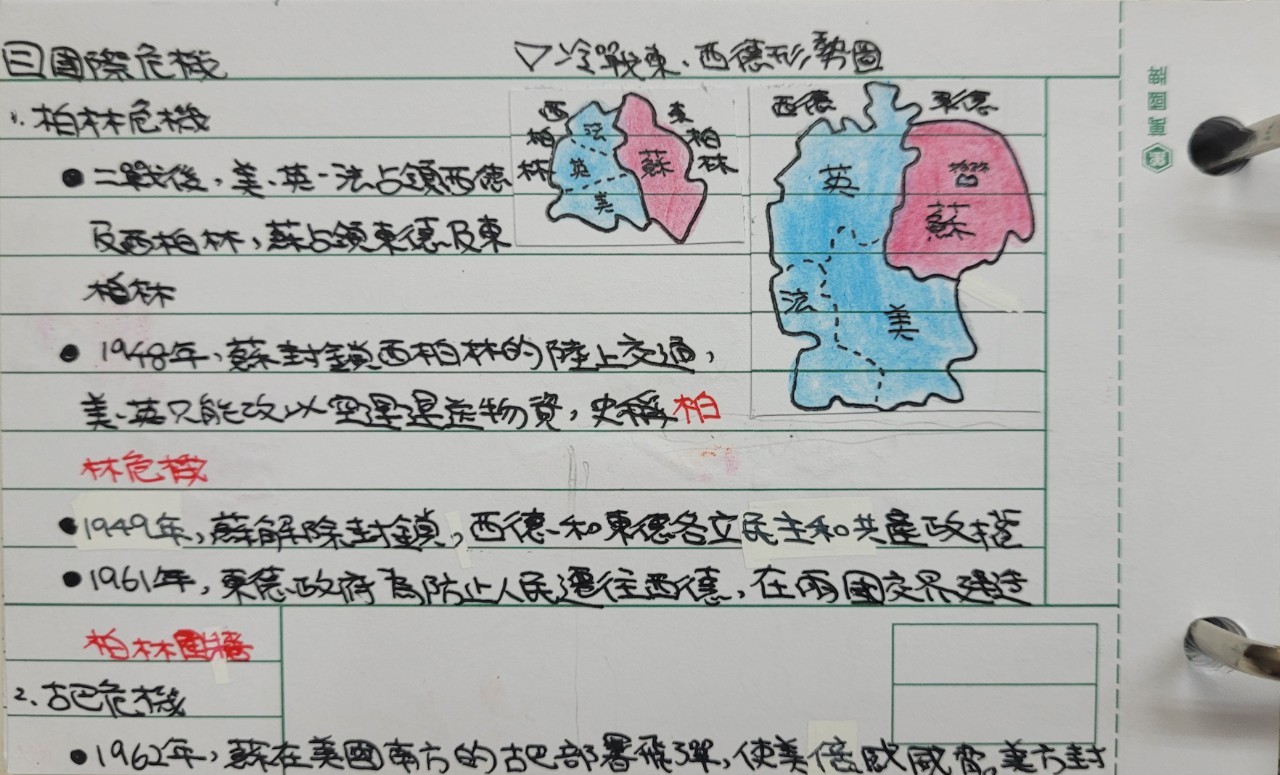 三國際危機
▽冷戰東、西德形勢圖
1. 柏林危機
西柏林
東柏林
法
英
美
蘇
西德
東德
英
柏林
蘇
法
美
•二戰後，美、英、法占領西德
及西柏林，蘇占領東德及東
柏林
•1948年，蘇封鎖西柏林的陸上交通，
美、英只能改以空運運送物資，史稱柏
林危機
•1949年，蘇解除封鎖，西德和東德各立民主和共產政權
•1961年，東德政府為防止人民遷往西德，在兩國交界建造
柏林圍牆
2. 古巴危機
•1962年，蘇在美國南方的古巴部署飛彈，使美倍感威脅，美方封